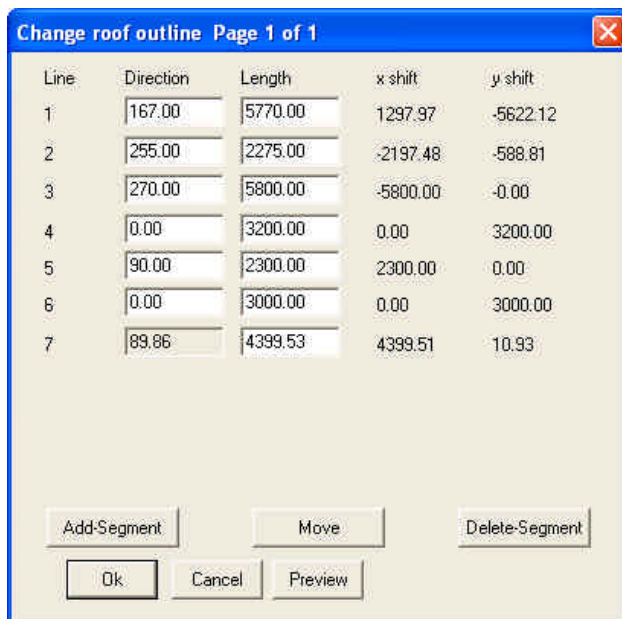 Change roof outline Page 1 of 1
Line Direction Length x shift y shift
1 167.00 5770.00 1297.97 -5622.12
2 255.00 2275.00 -2197.48 -588.81
3 270.00 5800.00 -5800.00 -0.00
4 0.00 3200.00 0.00 3200.00
5 90.00 2300.00 2300.00 0.00
6 0.00 3000.00 0.00 3000.00
7 89.86 4399.53 4399.51 10.93
Add-Segment Move Delete-Segment
Ok Cancel Preview